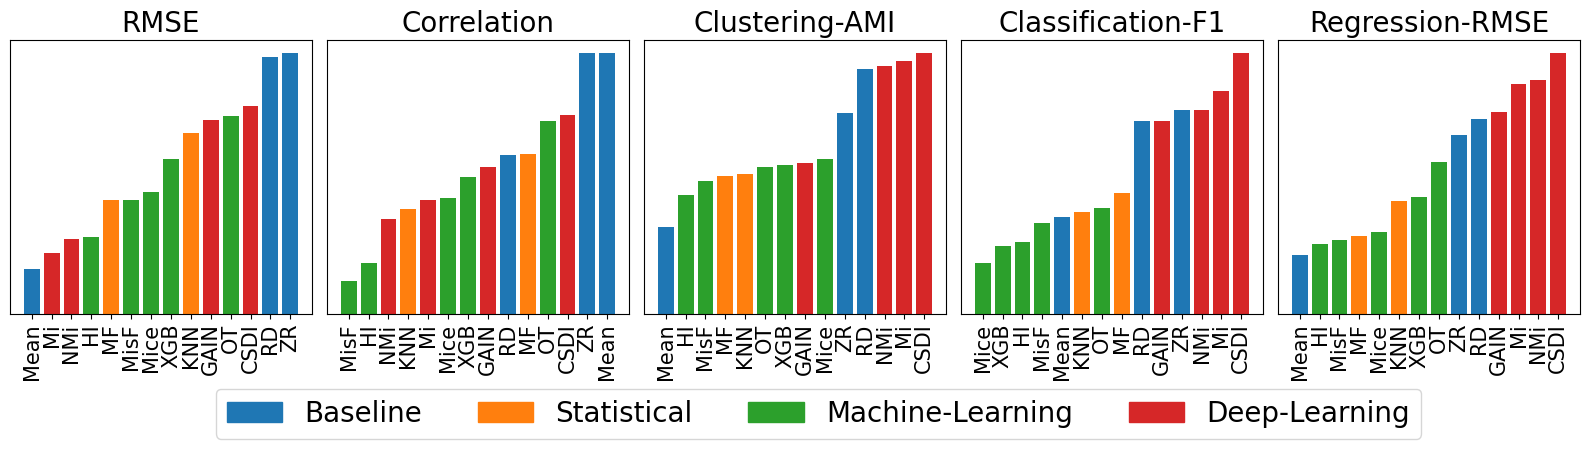 RMSE Correlation Clustering-AMI Classification-F1 Regression-RMSE
Mean Mi NMi HI MF MisF Mice XGB KNN GAIN OT CSDI RD ZR
MisF HI NMi KNN Mi Mice XGB GAIN RD MF OT CSDI ZR Mean
Mean HI MisF MF KNN OT XGB GAIN Mice ZR RD NMi Mi CSDI
Mice XGB HI MisF Mean KNN OT MF RD GAIN ZR NMi Mi CSDI
Mean HI MisF MF Mice KNN XGB OT ZR RD GAIN Mi NMi CSDI
Baseline Statistical Machine-Learning Deep-Learning